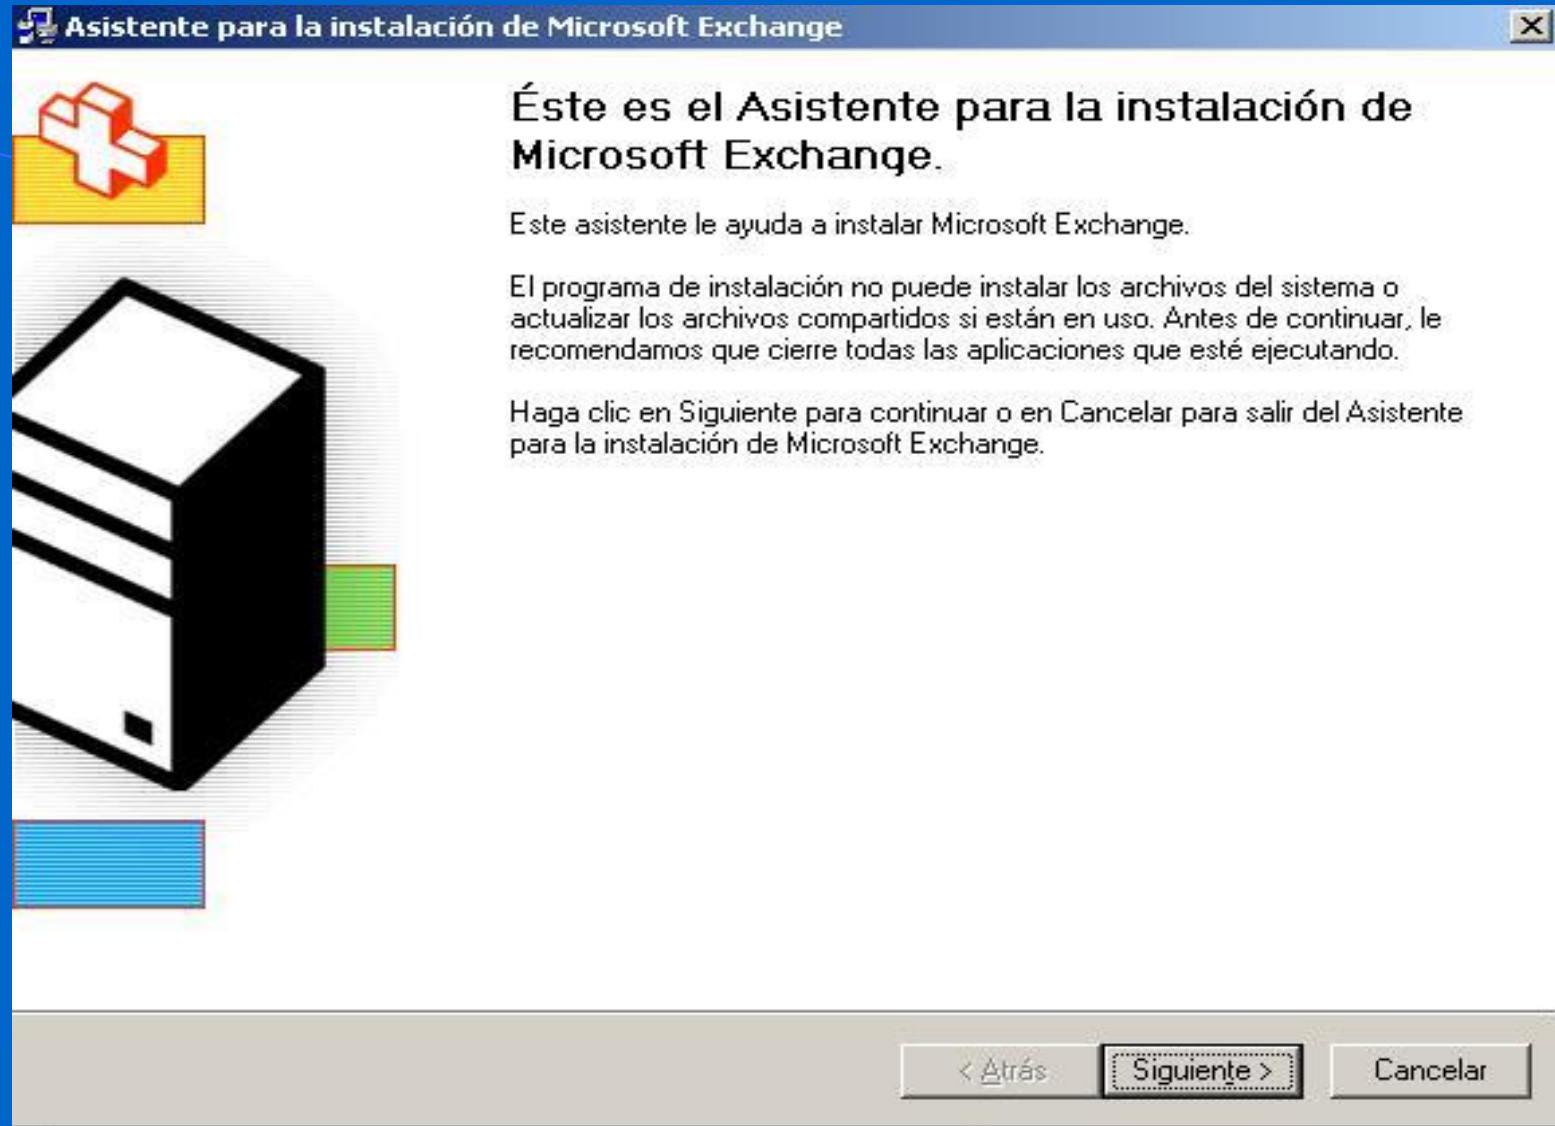 Asistente para la instalación de Microsoft Exchange
Éste es el Asistente para la instalación de
Microsoft Exchange.
Este asistente le ayuda a instalar Microsoft Exchange.
El programa de instalación no puede instalar los archivos del sistema o
actualizar los archivos compartidos si están en uso. Antes de continuar, le
recomendamos que cierre todas las aplicaciones que esté ejecutando.
Haga clic en Siguiente para continuar o en Cancelar para salir del Asistente
para la instalación de Microsoft Exchange.
< Atrás Siguiente > Cancelar